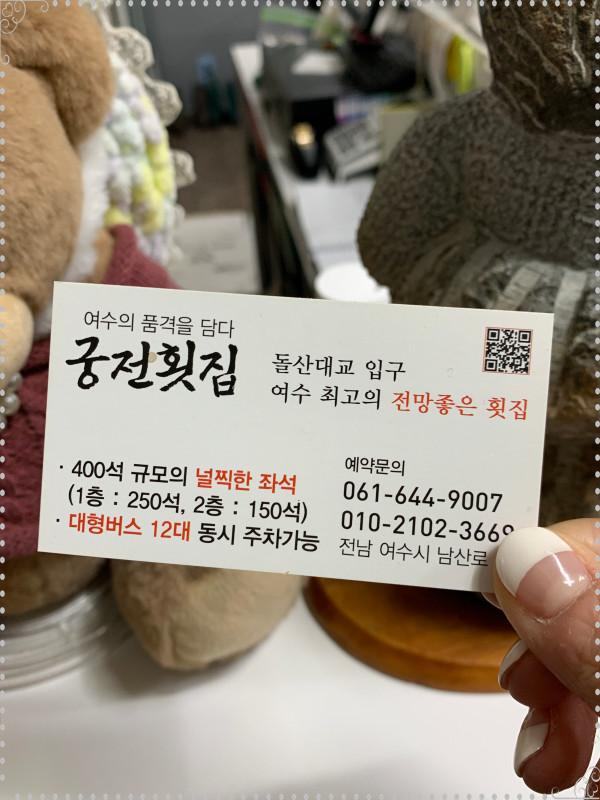 여수의 품격을 담다
궁전횟집
돌산대교 입구
여수 최고의 전망좋은 횟집
· 400석 규모의 널찍한 좌석
(1층 : 250석, 2층 : 150석)
· 대형버스 12대 동시 주차가능
예약문의
061-644-9007
010-2102-3669
전남 여수시 남산로